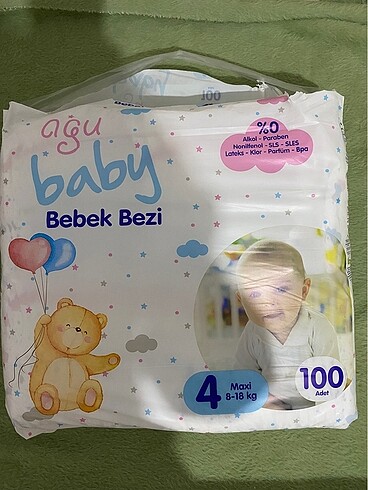 100
ağu
baby
Bebek Bezi
%0
Alkol - Paraben
Nonilfenol - SLS - SLES
Lateks - Klor - Parfüm - Bpa
4
Maxi
8-18 kg
100
Adet